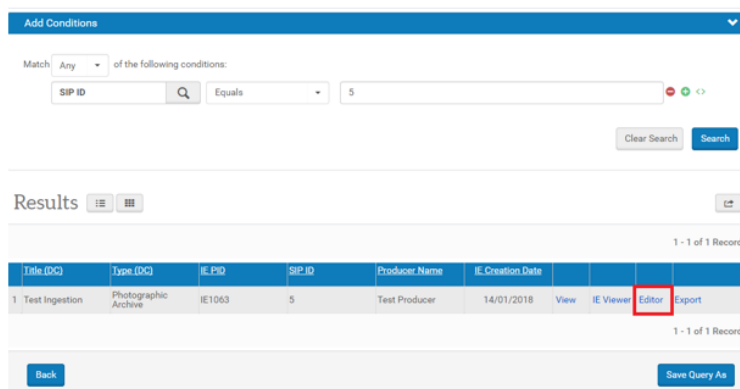 Add Conditions
Match Any of the following conditions:
SIP ID Equals 5
Clear Search Search
Results
1 - 1 of 1 Recor
Title (DC) Type (DC) IE PID SIP ID Producer Name IE Creation Date
1 Test Ingestion Photographic Archive IE1063 5 Test Producer 14/01/2018 View IE Viewer Editor Export
1 - 1 of 1 Recor
Back Save Query As